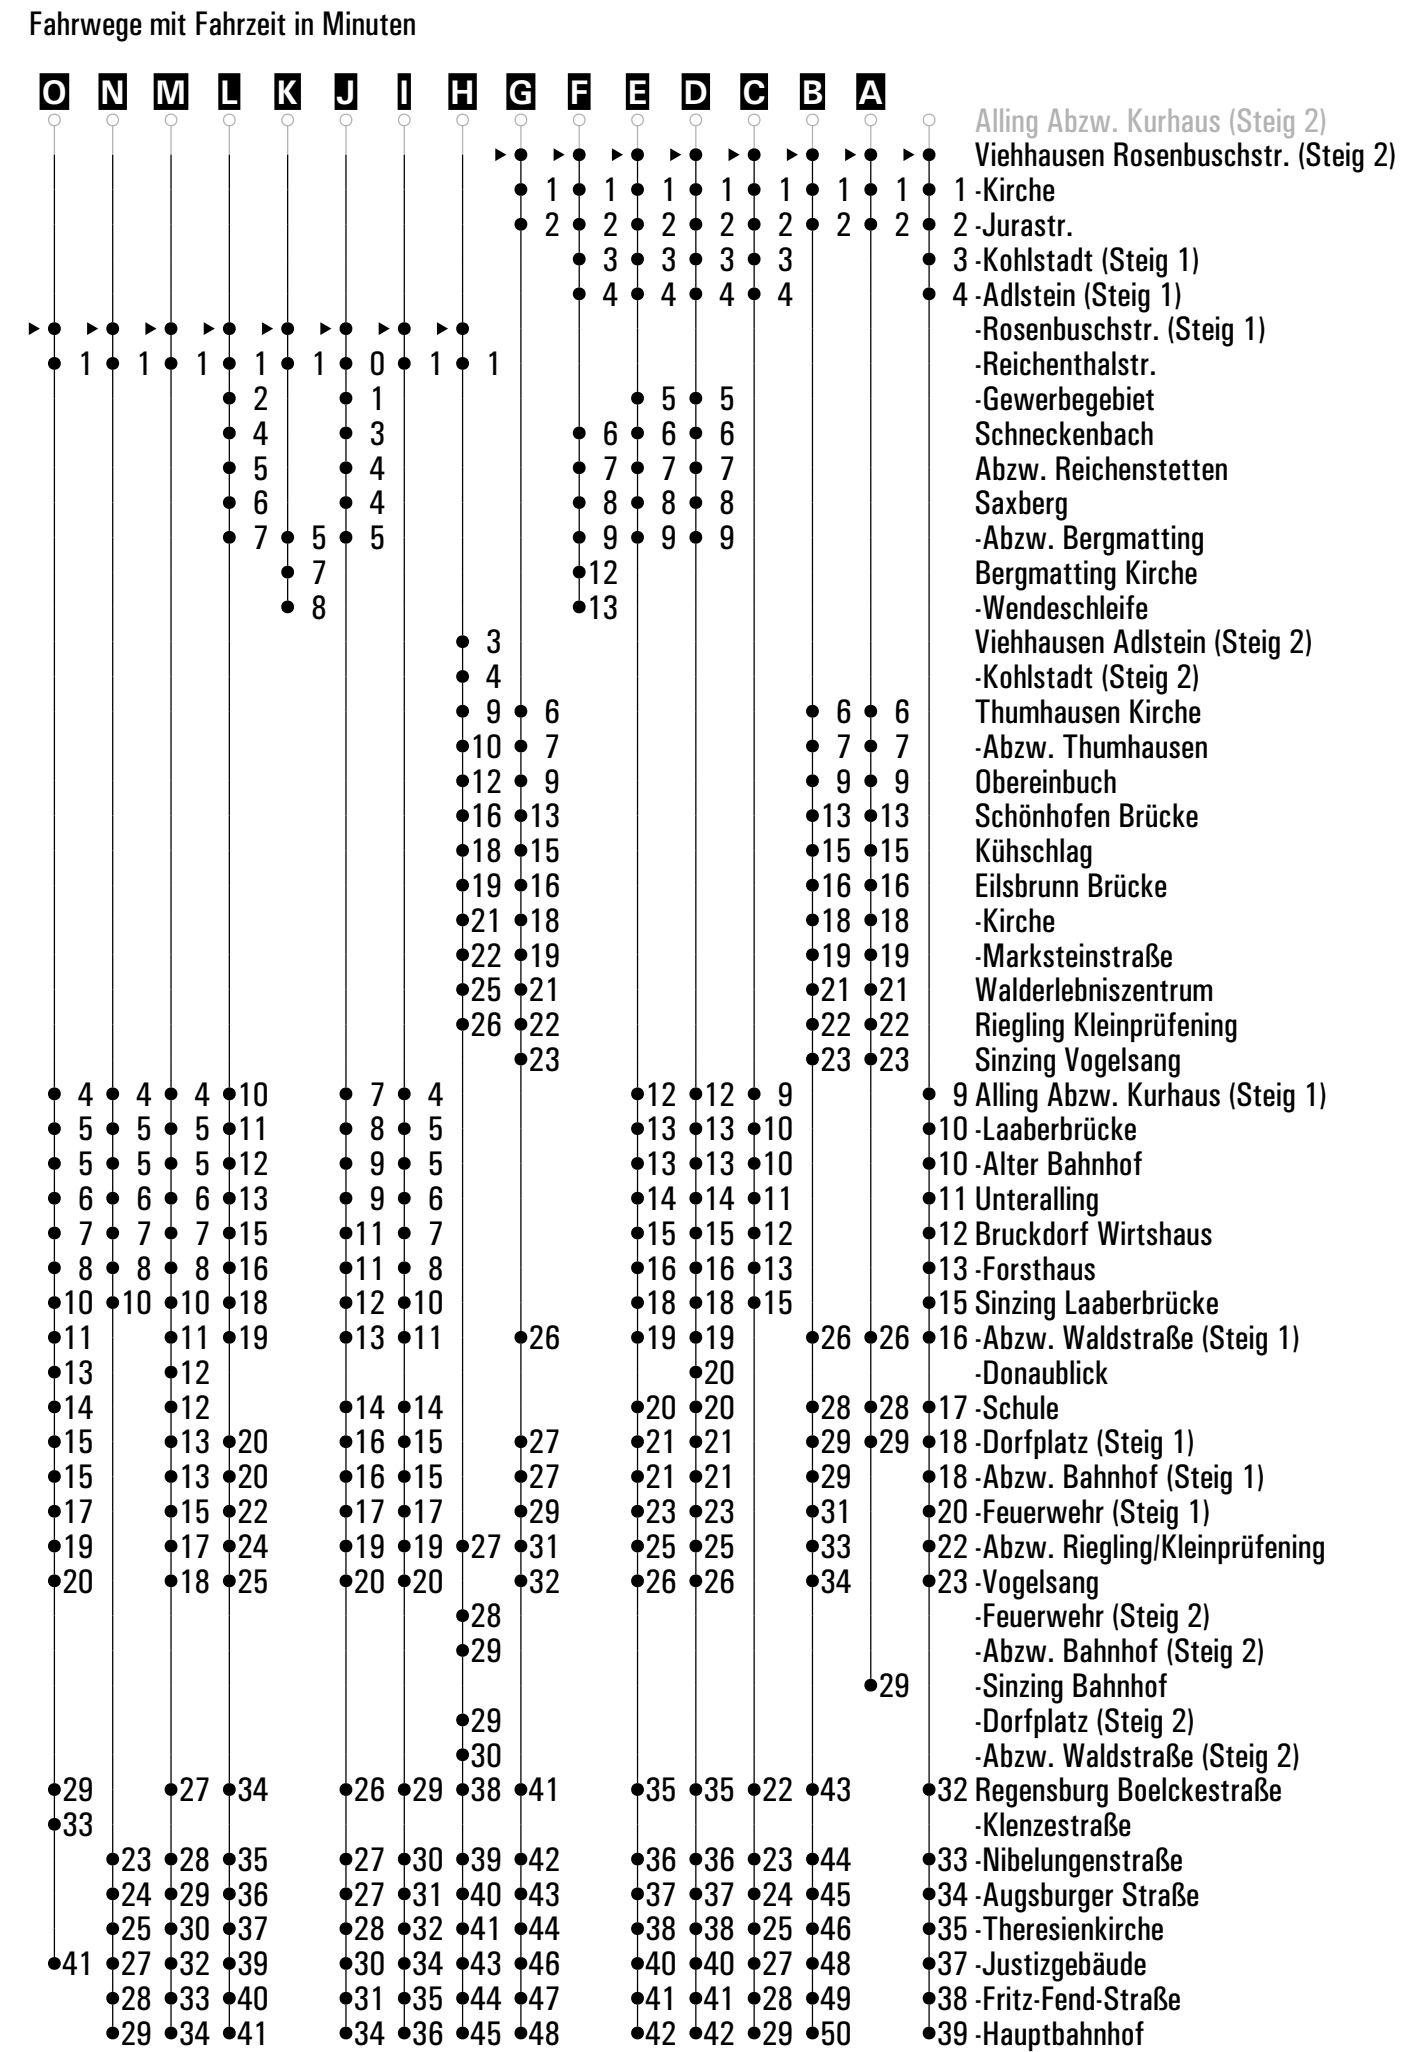 Fahrwege mit Fahrzeit in Minuten
O N M L K J I H G F E D C B A
Alling Abzw. Kurhaus (Steig 2)
Viehhausen Rosenbuschstr. (Steig 2)
1 1 1 1 1 1 1 1 -Kirche
2 2 2 2 2 2 2 2 -Jurastr.
3 3 3 3 3 -Kohlstadt (Steig 1)
4 4 4 4 4 -Adlstein (Steig 1)
-Rosenbuschstr. (Steig 1)
1 1 1 1 1 0 1 1 -Reichenthalstr.
2 1 5 5 -Gewerbegebiet
4 3 6 6 6 Schneckenbach
5 4 7 7 7 Abzw. Reichenstetten
6 4 8 8 8 Saxberg
7 5 5 9 9 9 -Abzw. Bergmatting
7 12 Bergmatting Kirche
8 13 -Wendeschleife
3 Viehhausen Adlstein (Steig 2)
4 -Kohlstadt (Steig 2)
9 6 6 6 Thumhausen Kirche
10 7 7 7 -Abzw. Thumhausen
12 9 9 9 Obereinbuch
16 13 13 13 Schönhofen Brücke
18 15 15 15 Kühschlag
19 16 16 16 Eilsbrunn Brücke
21 18 18 18 -Kirche
22 19 19 19 -Marksteinstraße
25 21 21 21 Walderlebniszentrum
26 22 22 22 Riegling Kleinprüfening
23 23 23 Sinzing Vogelsang
4 4 4 10 7 4 12 12 9 9 Alling Abzw. Kurhaus (Steig 1)
5 5 5 11 8 5 13 13 10 10 -Laaberbrücke
5 5 5 12 9 5 13 13 10 10 -Alter Bahnhof
6 6 6 13 9 6 14 14 11 11 Unteralling
7 7 7 15 11 7 15 15 12 12 Bruckdorf Wirtshaus
8 8 8 16 11 8 16 16 13 13 -Forsthaus
10 10 10 18 12 10 18 18 15 15 Sinzing Laaberbrücke
11 11 19 13 11 26 19 19 26 26 16 -Abzw. Waldstraße (Steig 1)
13 12 20 -Donaublick
14 12 14 14 20 20 28 28 17 -Schule
15 13 20 16 15 27 21 21 29 29 18 -Dorfplatz (Steig 1)
15 13 20 16 15 27 21 21 29 18 -Abzw. Bahnhof (Steig 1)
17 15 22 17 17 29 23 23 31 20 -Feuerwehr (Steig 1)
19 17 24 19 19 27 31 25 25 33 22 -Abzw. Riegling/Kleinprüfening
20 18 25 20 20 32 26 26 34 23 -Vogelsang
28 -Feuerwehr (Steig 2)
29 -Abzw. Bahnhof (Steig 2)
29 -Sinzing Bahnhof
29 -Dorfplatz (Steig 2)
30 -Abzw. Waldstraße (Steig 2)
29 27 34 26 29 38 41 35 35 22 43 32 Regensburg Boelckestraße
33 -Klenzestraße
23 28 35 27 30 39 42 36 36 23 44 33 -Nibelungenstraße
24 29 36 27 31 40 43 37 37 24 45 34 -Augsburger Straße
25 30 37 28 32 41 44 38 38 25 46 35 -Theresienkirche
41 27 32 39 30 34 43 46 40 40 27 48 37 -Justizgebäude
28 33 40 31 35 44 47 41 41 28 49 38 -Fritz-Fend-Straße
29 34 41 34 36 45 48 42 42 29 50 39 -Hauptbahnhof